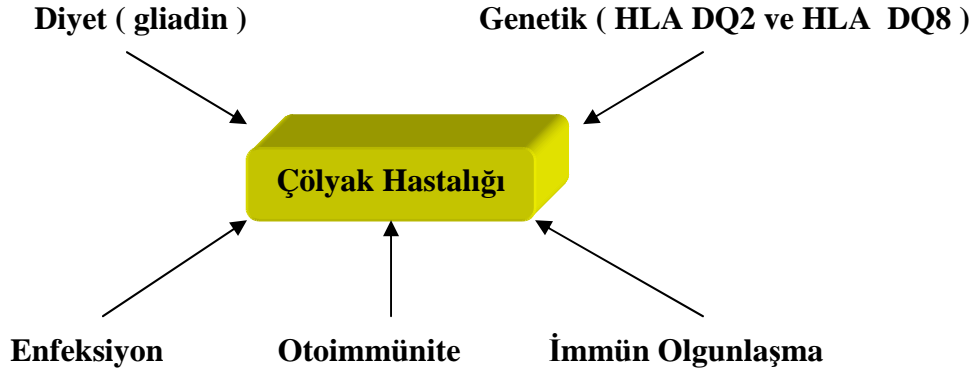 Diyet ( gliadin ) Genetik ( HLA DQ2 ve HLA DQ8 )
Çölyak Hastalığı
Enfeksiyon Otoimmünite İmmün Olgunlaşma